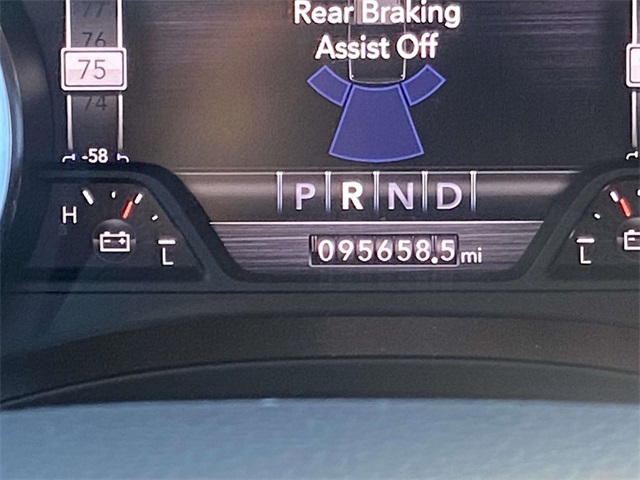 Rear Braking
Assist Off
77
76
75
74
-58
P R N D
H
L
095658.5 mi
L